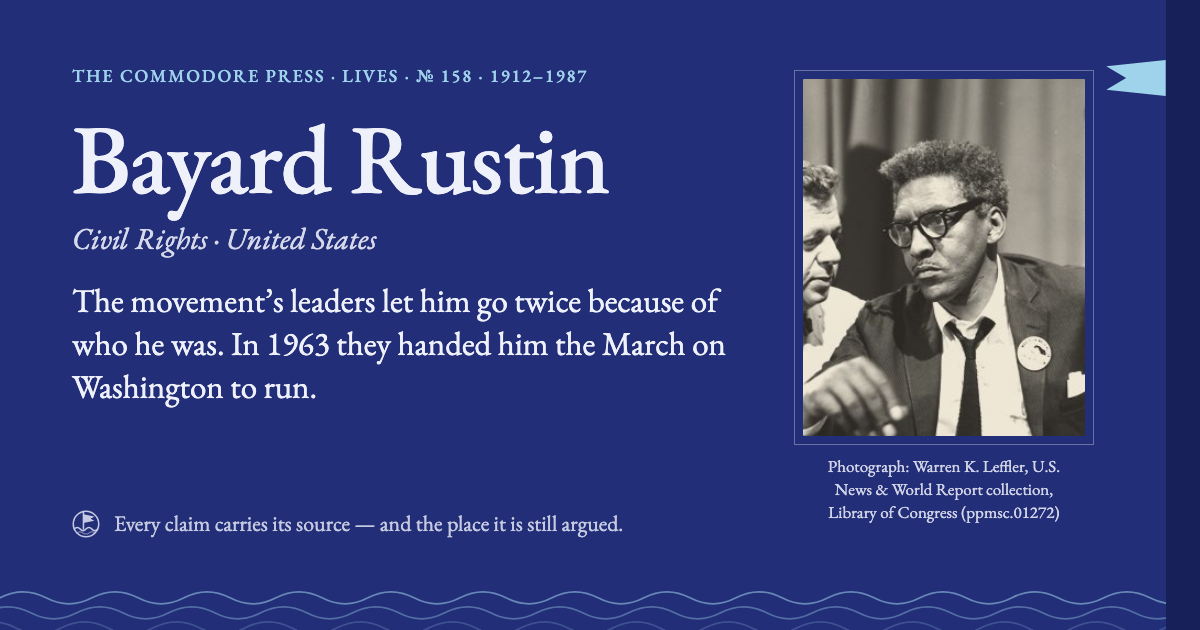 THE COMMODORE PRESS · LIVES · № 158 · 1912–1987
Bayard Rustin
Civil Rights · United States
The movement’s leaders let him go twice because of
who he was. In 1963 they handed him the March on
Washington to run.
Every claim carries its source — and the place it is still argued.
Photograph: Warren K. Leffler, U.S.
News & World Report collection,
Library of Congress (ppmsc.01272)